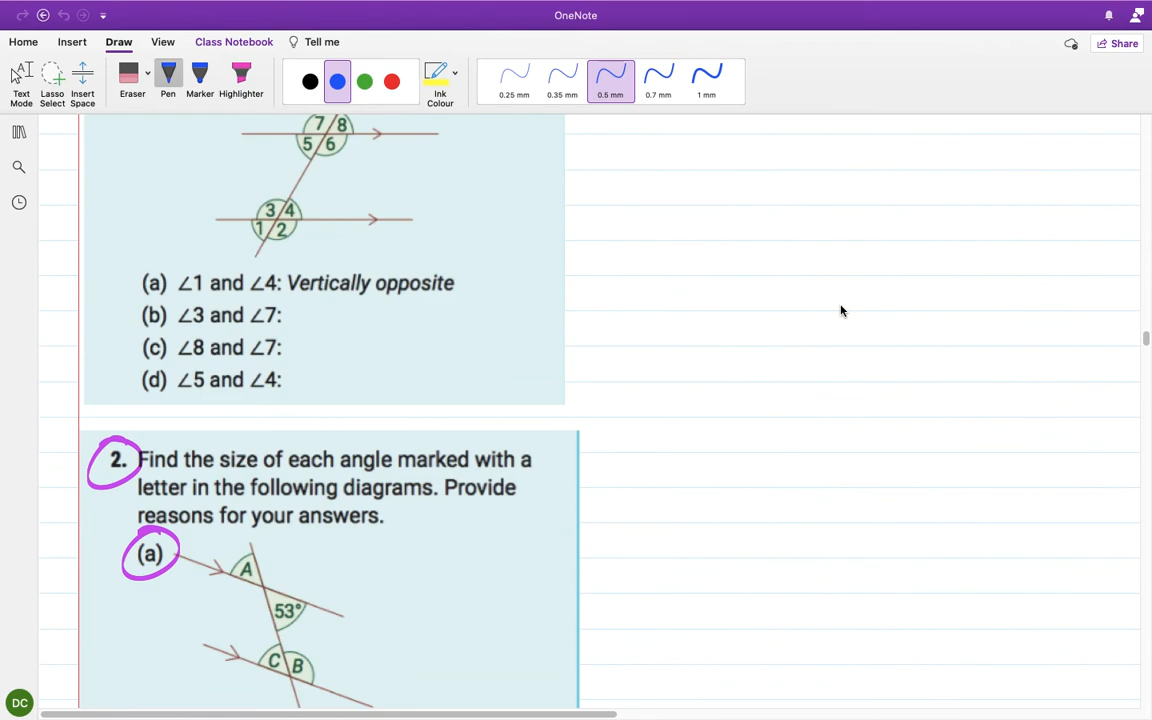 OneNote
Home Insert Draw View Class Notebook Tell me Share
Text Mode
Lasso Select
Insert Space
Eraser
Pen
Marker
Highlighter
Ink Colour
0.25 mm
0.35 mm
0.5 mm
0.7 mm
1 mm
7 8
5 6
3 4
1 2
(a) ∠1 and ∠4: Vertically opposite
(b) ∠3 and ∠7:
(c) ∠8 and ∠7:
(d) ∠5 and ∠4:
2. Find the size of each angle marked with a
letter in the following diagrams. Provide
reasons for your answers.
(a)
A
53°
C B
DC